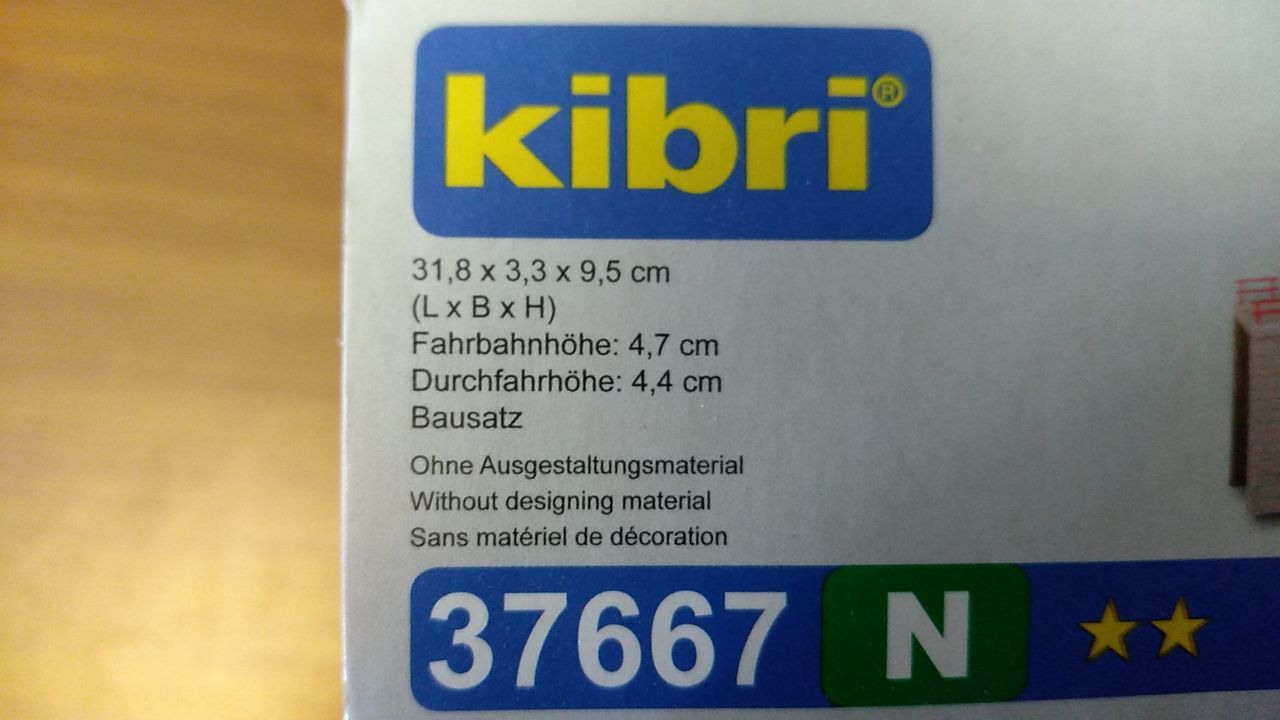 kibri®
31,8 x 3,3 x 9,5 cm
(L x B x H)
Fahrbahnhöhe: 4,7 cm
Durchfahrhöhe: 4,4 cm
Bausatz
Ohne Ausgestaltungsmaterial
Without designing material
Sans matériel de décoration
37667 N